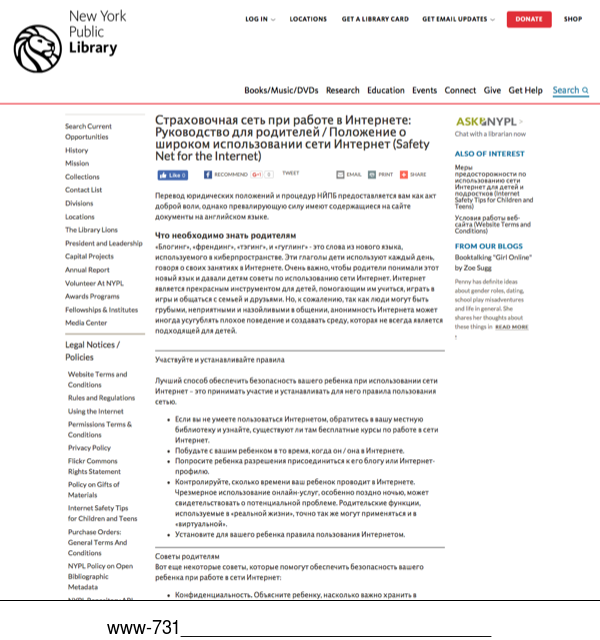 New York
Public
Library
LOG IN
LOCATIONS
GET A LIBRARY CARD
GET EMAIL UPDATES
DONATE
SHOP
Books/Music/DVDs
Research
Education
Events
Connect
Give
Get Help
Search
Search Current
Opportunities
History
Mission
Collections
Contact List
Divisions
Locations
The Library Lions
President and Leadership
Capital Projects
Annual Report
Volunteer At NYPL
Awards Programs
Fellowships & Institutes
Media Center
Legal Notices /
Policies
Website Terms and
Conditions
Rules and Regulations
Using the Internet
Permissions Terms &
Conditions
Privacy Policy
Flickr Commons
Rights Statement
Policy on Gifts of
Materials
Internet Safety Tips
for Children and Teens
Purchase Orders:
General Terms And
Conditions
NYPL Policy on Open
Bibliographic
Metadata
Страховочная сеть при работе в Интернете:
Руководство для родителей / Положение о
широком использовании сети Интернет (Safety
Net for the Internet)
Like 0
RECOMMEND
G+1
0
TWEET
EMAIL
PRINT
SHARE
Перевод юридических положений и процедур НЙПБ предоставляется вам как акт
доброй воли, однако превалирующую силу имеют содержащиеся на сайте
документы на английском языке.
Что необходимо знать родителям
«Блогинг», «френдинг», «тэгинг», и «гуглинг» - это слова из нового языка,
используемого в киберпространстве. Эти глаголы дети используют каждый день,
говоря о своих занятиях в Интернете. Очень важно, чтобы родители понимали этот
новый язык и давали детям советы по использованию сети Интернет. Интернет
является прекрасным инструментом для детей, помогающим им учиться, играть в
игры и общаться с семьей и друзьями. Но, к сожалению, так как люди могут быть
грубыми, неприятными и назойливыми в общении, анонимность Интернета может
иногда усугублять плохое поведение и создавать среду, которая не всегда является
подходящей для детей.
Участвуйте и устанавливайте правила
Лучший способ обеспечить безопасность вашего ребенка при использовании сети
Интернет – это принимать участие и устанавливать для него правила пользования
сетью.
• Если вы не умеете пользоваться Интернетом, обратитесь в вашу местную
библиотеку и узнайте, существуют ли там бесплатные курсы по работе в сети
Интернет.
• Побудьте с вашим ребенком в то время, когда он / она в Интернете.
• Попросите ребенка разрешения присоединиться к его блогу или Интернет-
профилю.
• Контролируйте, сколько времени ваш ребенок проводит в Интернете.
Чрезмерное использование онлайн-услуг, особенно поздно ночью, может
свидетельствовать о потенциальной проблеме. Родительские функции,
используемые в «реальной жизни», точно так же могут применяться и в
«виртуальной».
• Установите для вашего ребенка правила пользования Интернетом.
Советы родителям
Вот еще некоторые советы, которые помогут обеспечить безопасность вашего
ребенка при работе в сети Интернет:
• Конфиденциальность. Объясните ребенку, насколько важно хранить в
ASK NYPL
Chat with a librarian now
ALSO OF INTEREST
Меры
предосторожности по
использованию сети
Интернет для детей и
подростков (Internet
Safety Tips for Children and
Teens)
Условия работы веб-
сайта (Website Terms and
Conditions)
FROM OUR BLOGS
Booktalking "Girl Online"
by Zoe Sugg
Penny has definite ideas
about gender roles, dating,
school play misadventures
and life in general. She
shares her thoughts about
these things in READ MORE
www-731